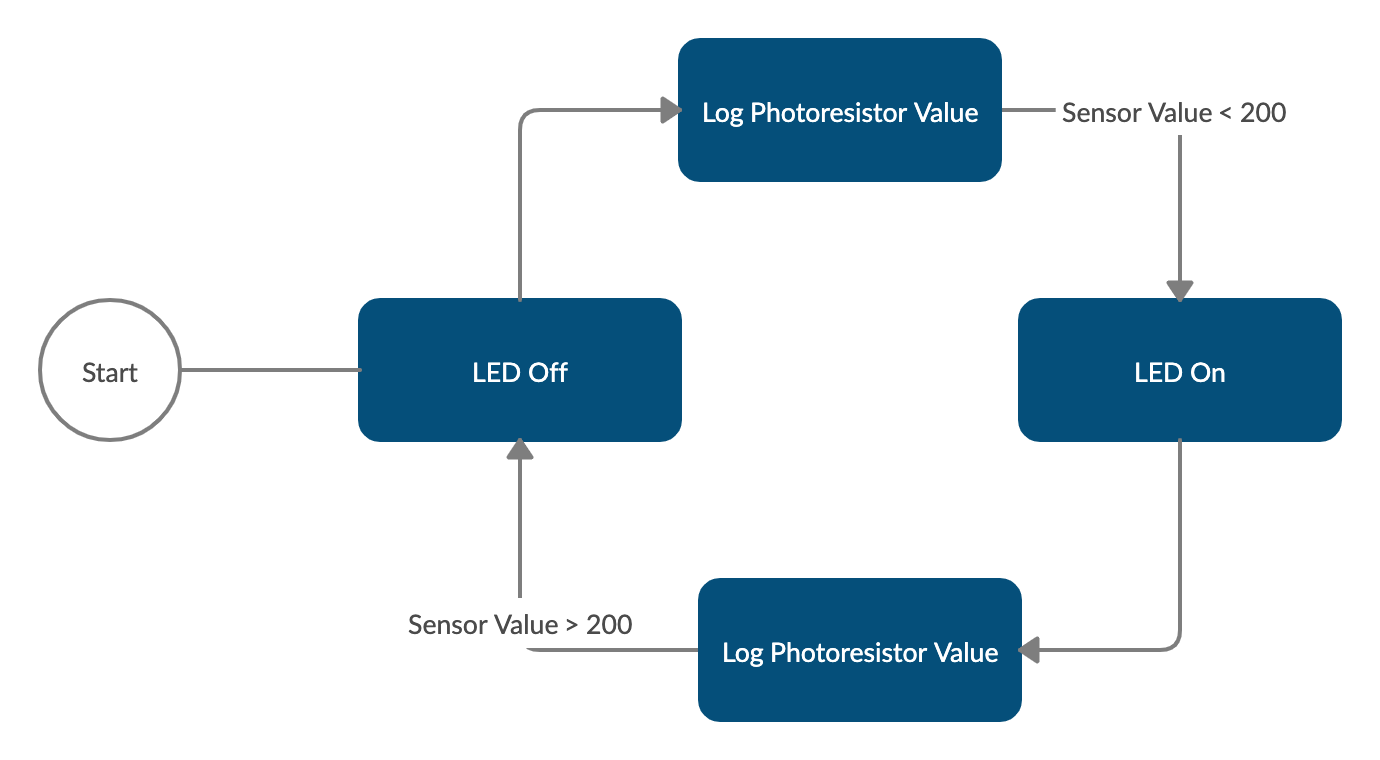 Log Photoresistor Value
Sensor Value < 200
Start
LED Off
LED On
Sensor Value > 200
Log Photoresistor Value